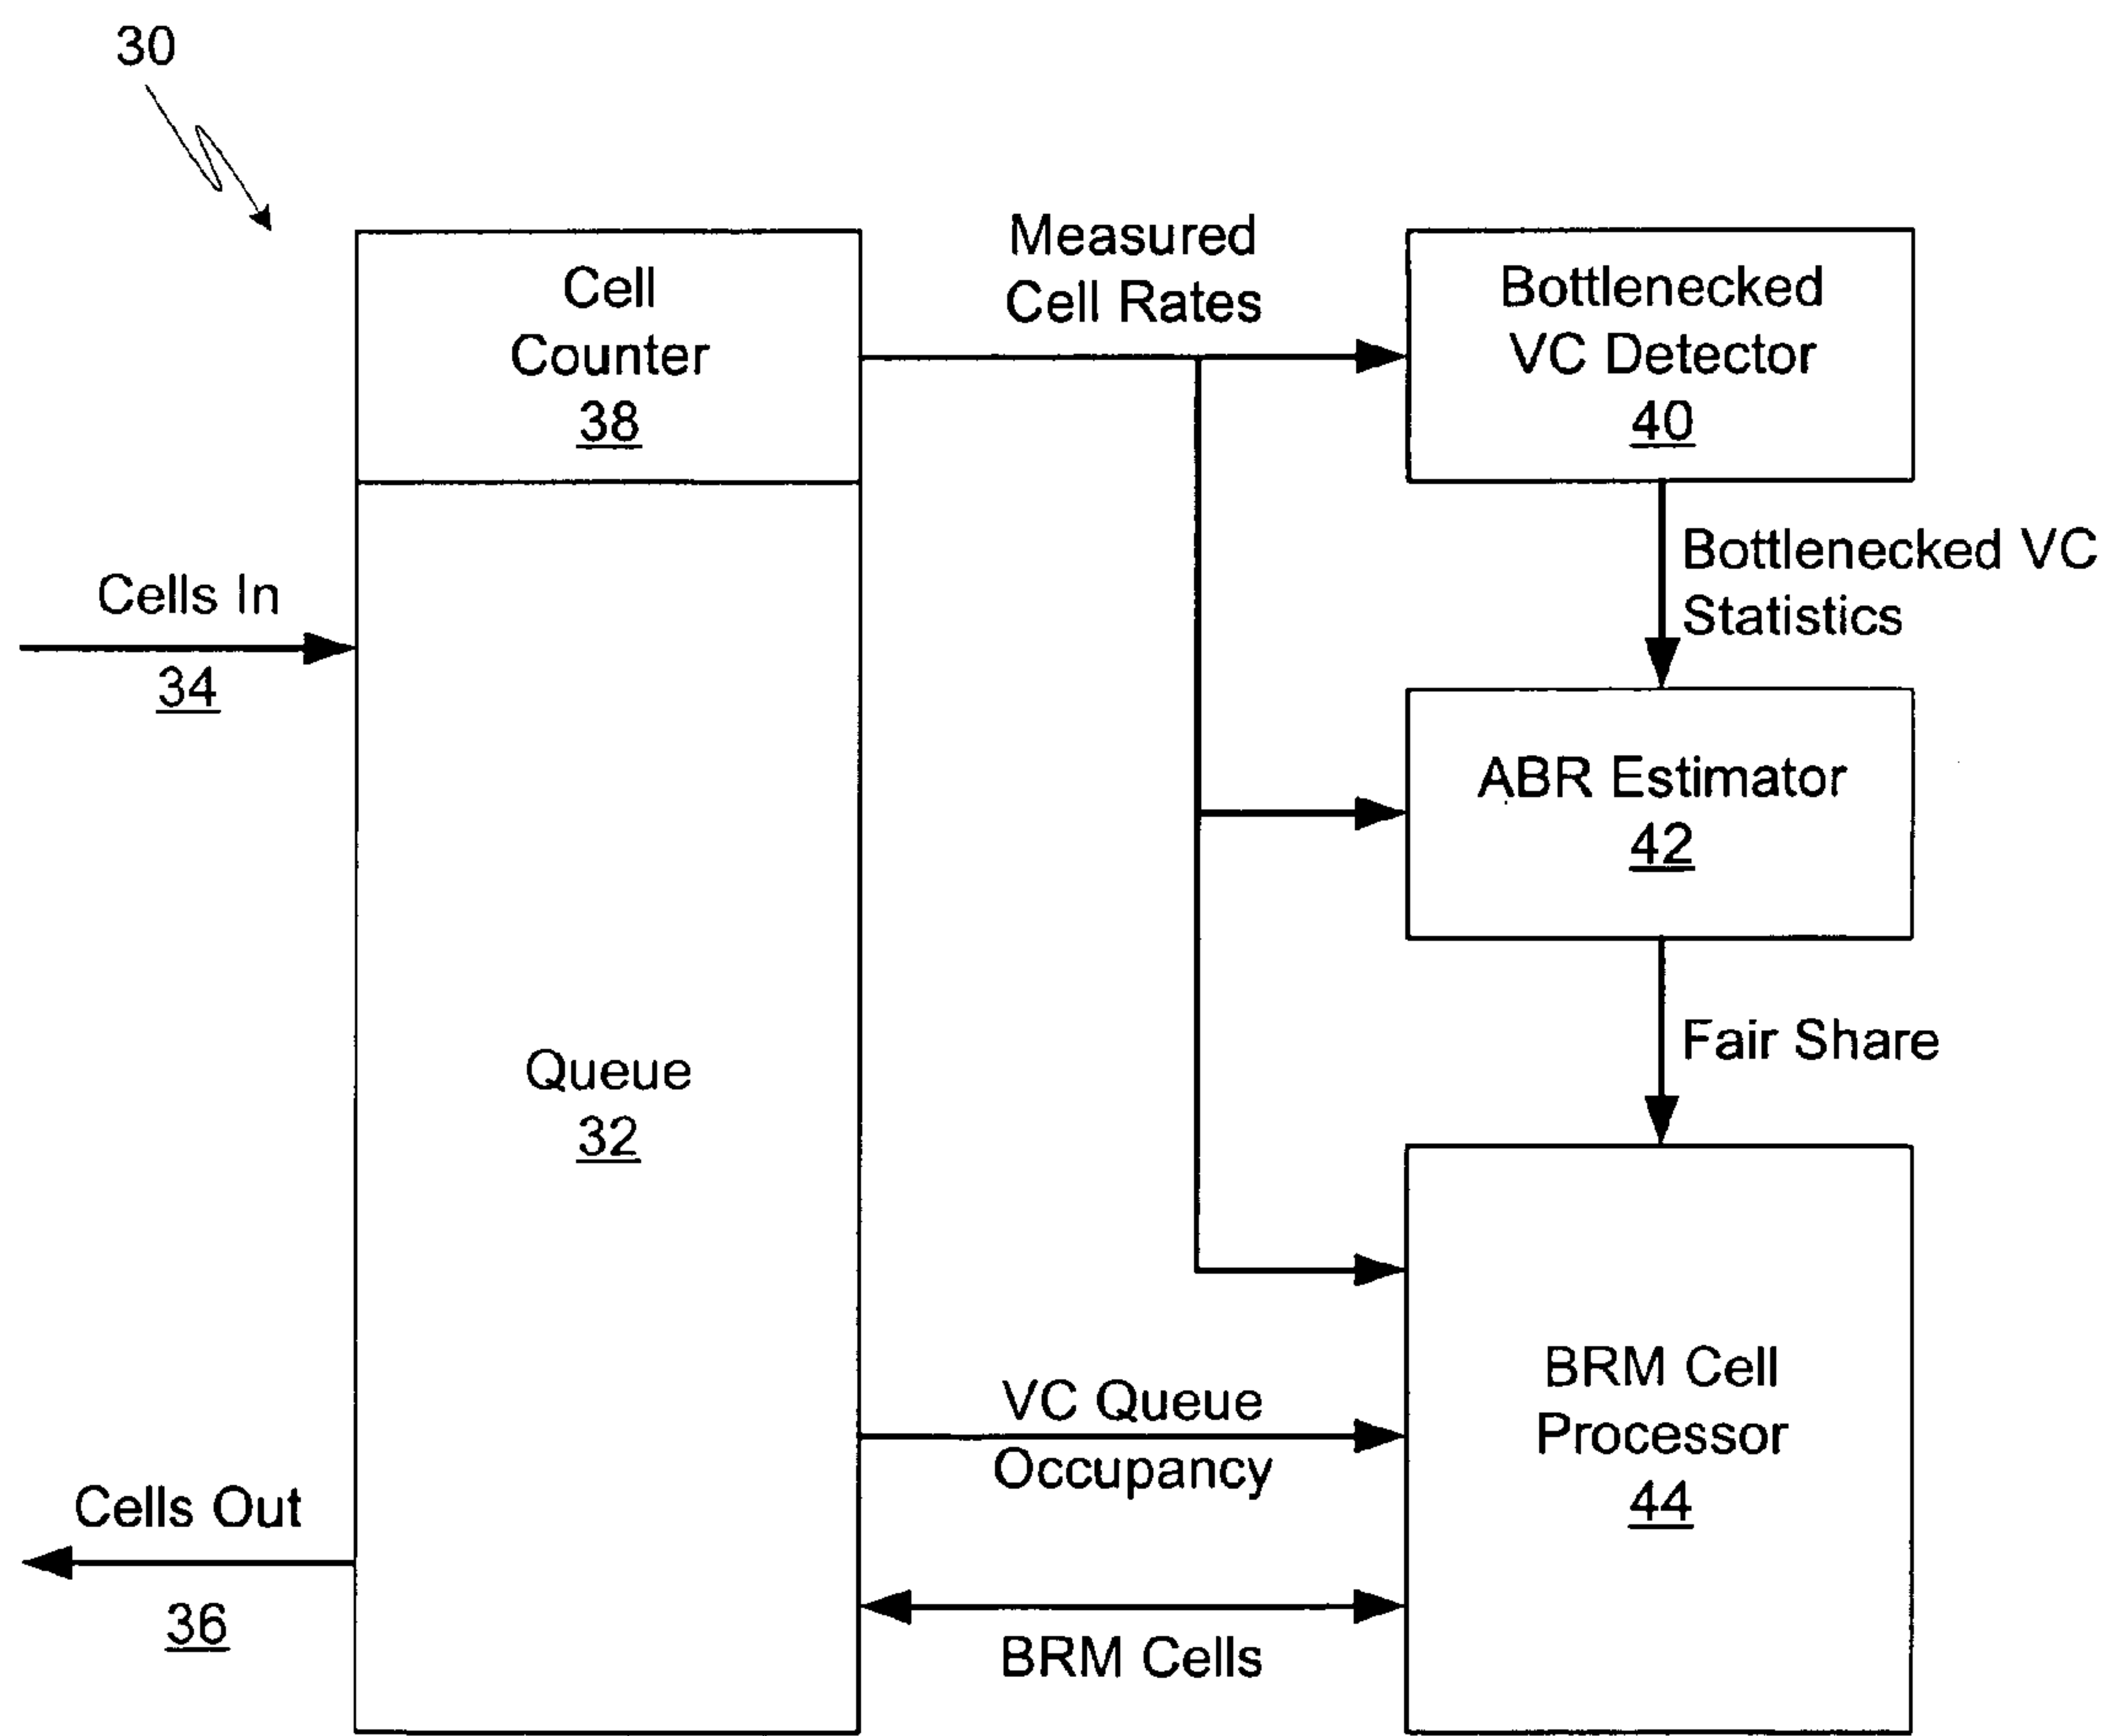 30
Measured
Cell Rates
Cell
Counter
38
Bottlenecked
VC Detector
40
Bottlenecked VC
Statistics
Cells In
34
ABR Estimator
42
Fair Share
Queue
32
VC Queue
Occupancy
BRM Cell
Processor
44
Cells Out
36
BRM Cells